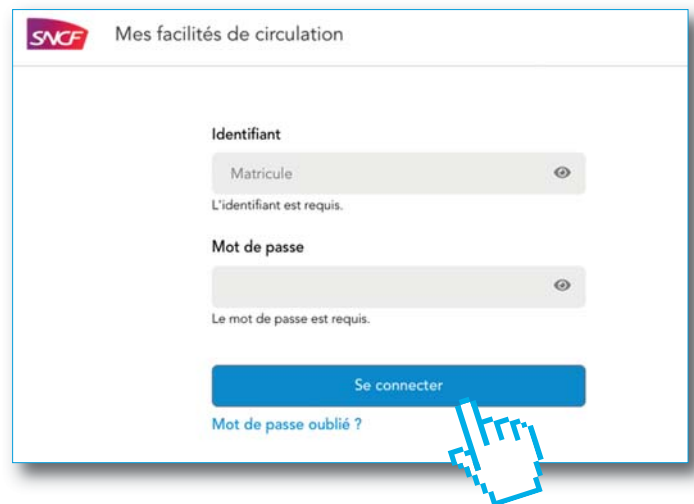 SNCF
Mes facilités de circulation
Identifiant
Matricule
L'identifiant est requis.
Mot de passe
Le mot de passe est requis.
Se connecter
Mot de passe oublié ?